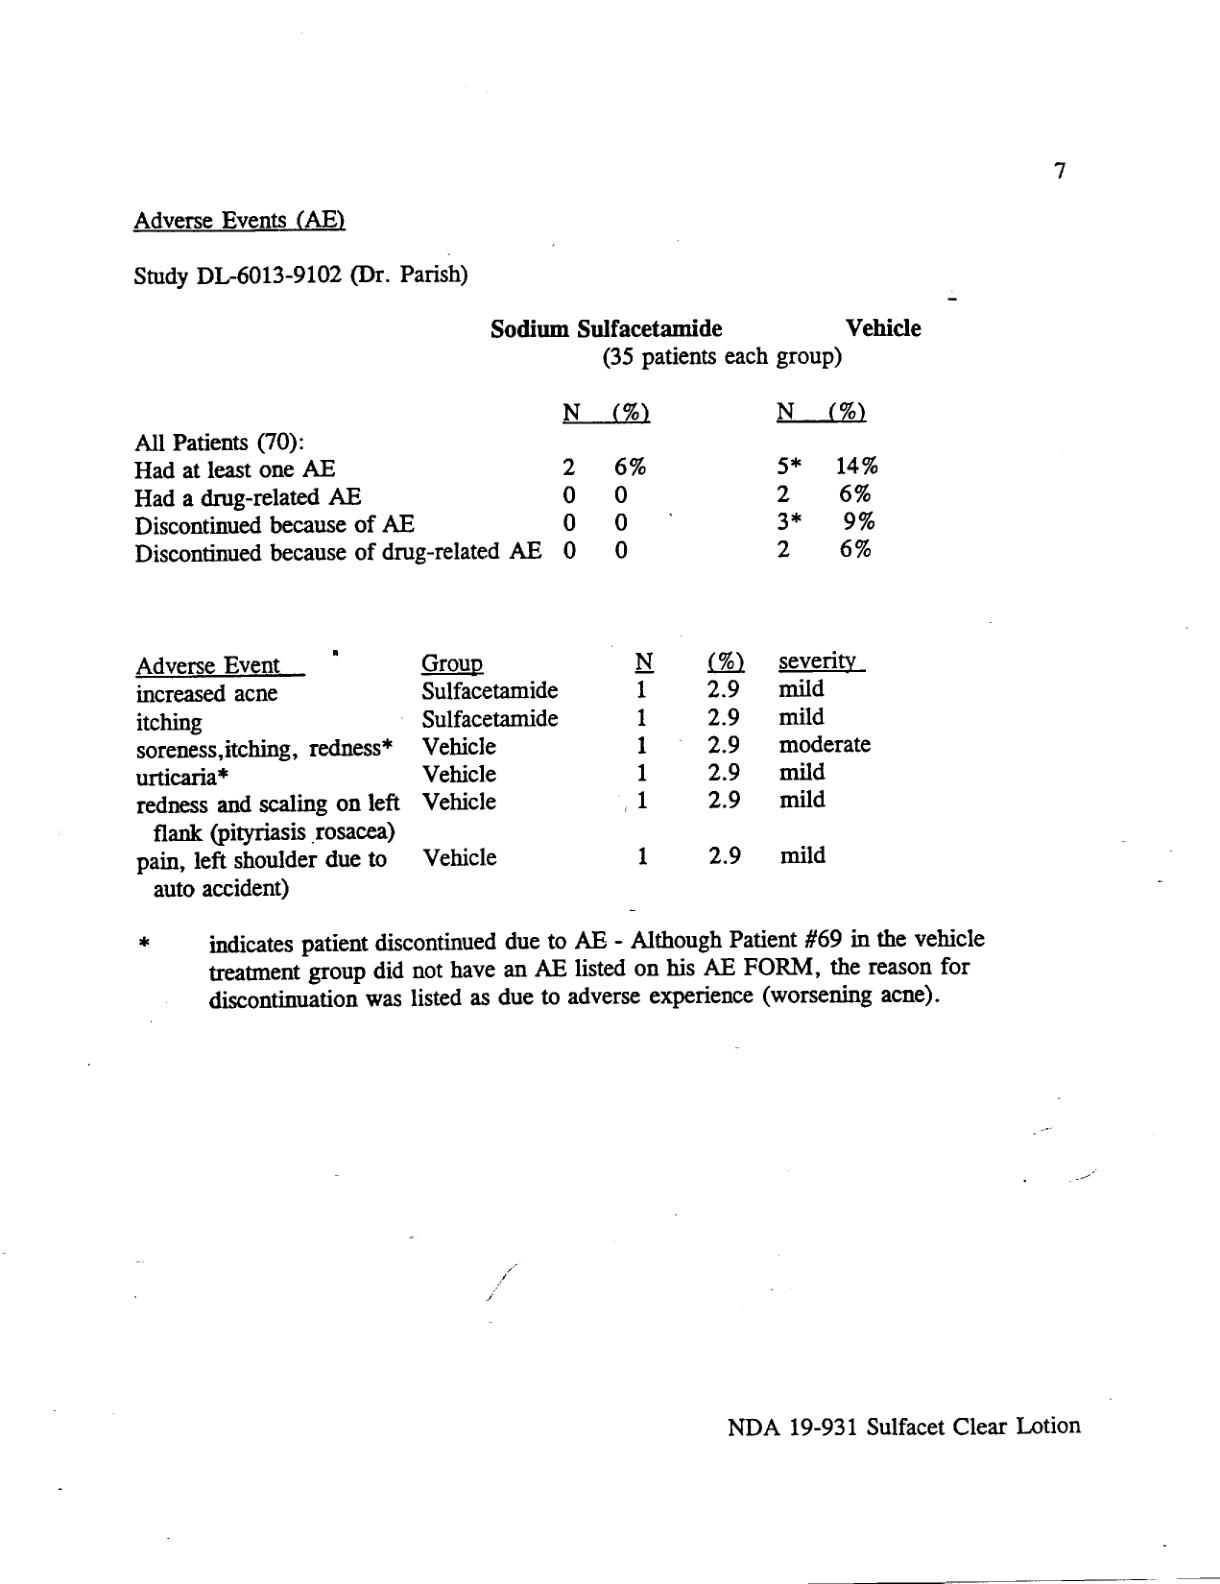 7
Adverse Events (AE)
Study DL-6013-9102 (Dr. Parish)
Sodium Sulfacetamide Vehicle
(35 patients each group)
N (%) N (%)
All Patients (70):
Had at least one AE 2 6% 5* 14%
Had a drug-related AE 0 0 2 6%
Discontinued because of AE 0 0 3* 9%
Discontinued because of drug-related AE 0 0 2 6%
Adverse Event Group N (%) severity
increased acne Sulfacetamide 1 2.9 mild
itching Sulfacetamide 1 2.9 mild
soreness,itching, redness* Vehicle 1 2.9 moderate
urticaria* Vehicle 1 2.9 mild
redness and scaling on left Vehicle 1 2.9 mild
flank (pityriasis rosacea)
pain, left shoulder due to Vehicle 1 2.9 mild
auto accident)
* indicates patient discontinued due to AE - Although Patient #69 in the vehicle
treatment group did not have an AE listed on his AE FORM, the reason for
discontinuation was listed as due to adverse experience (worsening acne).
NDA 19-931 Sulfacet Clear Lotion